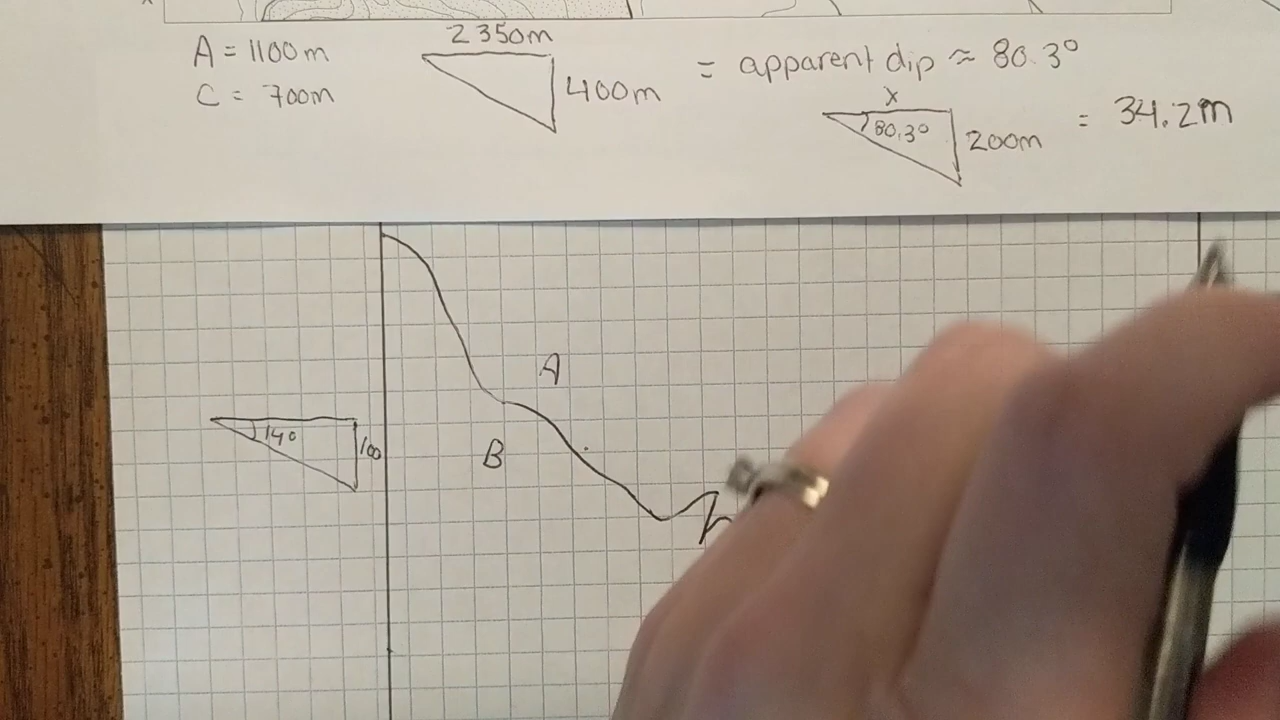 A = 1100m
C = 700m
2350m
400m
= apparent dip ≈ 80.3°
x
80.3°
200m
= 34.2m
A
B
14°
100